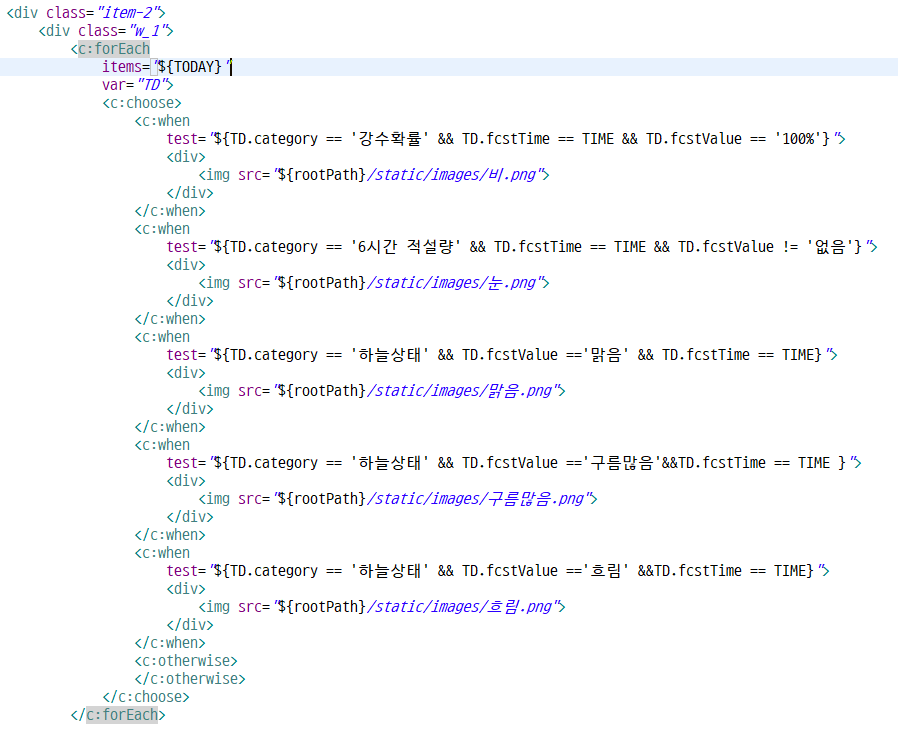 <div class="item-2">
<div class="w_1">
<c:forEach
items="${TODAY}"
var="TD">
<c:choose>
<c:when
test="${TD.category == '강수확률' && TD.fcstTime == TIME && TD.fcstValue == '100%'}">
<div>
<img src="${rootPath}/static/images/비.png">
</div>
</c:when>
<c:when
test="${TD.category == '6시간 적설량' && TD.fcstTime == TIME && TD.fcstValue != '없음'}">
<div>
<img src="${rootPath}/static/images/눈.png">
</div>
</c:when>
<c:when
test="${TD.category == '하늘상태' && TD.fcstValue =='맑음' && TD.fcstTime == TIME}">
<div>
<img src="${rootPath}/static/images/맑음.png">
</div>
</c:when>
<c:when
test="${TD.category == '하늘상태' && TD.fcstValue =='구름많음'&&TD.fcstTime == TIME }">
<div>
<img src="${rootPath}/static/images/구름많음.png">
</div>
</c:when>
<c:when
test="${TD.category == '하늘상태' && TD.fcstValue =='흐림' &&TD.fcstTime == TIME}">
<div>
<img src="${rootPath}/static/images/흐림.png">
</div>
</c:when>
<c:otherwise>
</c:otherwise>
</c:choose>
</c:forEach>